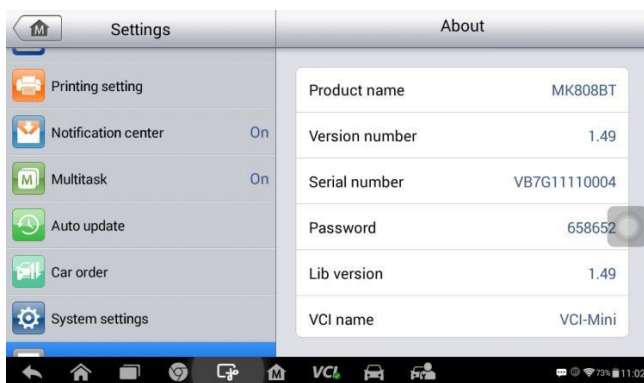 Settings
About
Printing setting
Notification center On
Multitask On
Auto update
Car order
System settings
Product name MK808BT
Version number 1.49
Serial number VB7G11110004
Password 658652
Lib version 1.49
VCI name VCI-Mini
VCI 73% 11:02